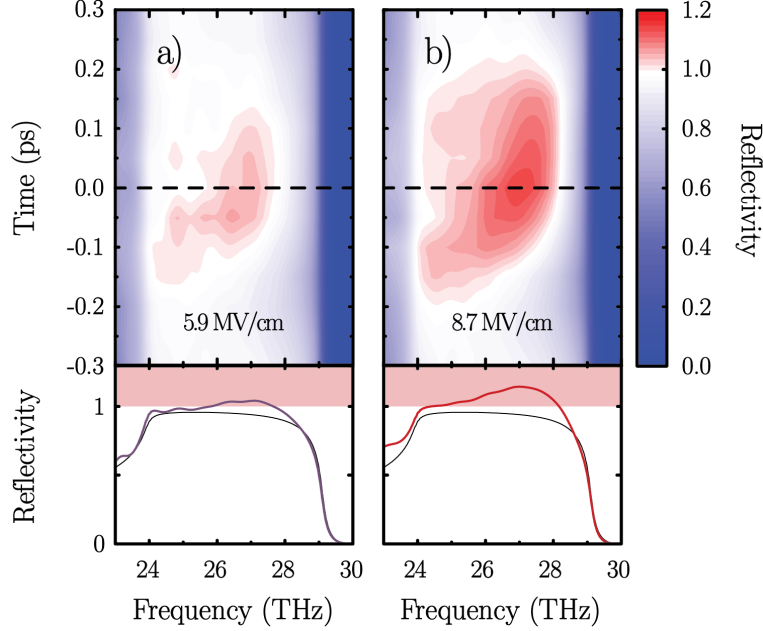 a)
b)
5.9 MV/cm
8.7 MV/cm
Time (ps)
0.3
0.2
0.1
0.0
-0.1
-0.2
-0.3
1.2
1.0
0.8
0.6
0.4
0.2
0.0
Reflectivity
Reflectivity
1
0
24 26 28 30
24 26 28 30
Frequency (THz)
Frequency (THz)